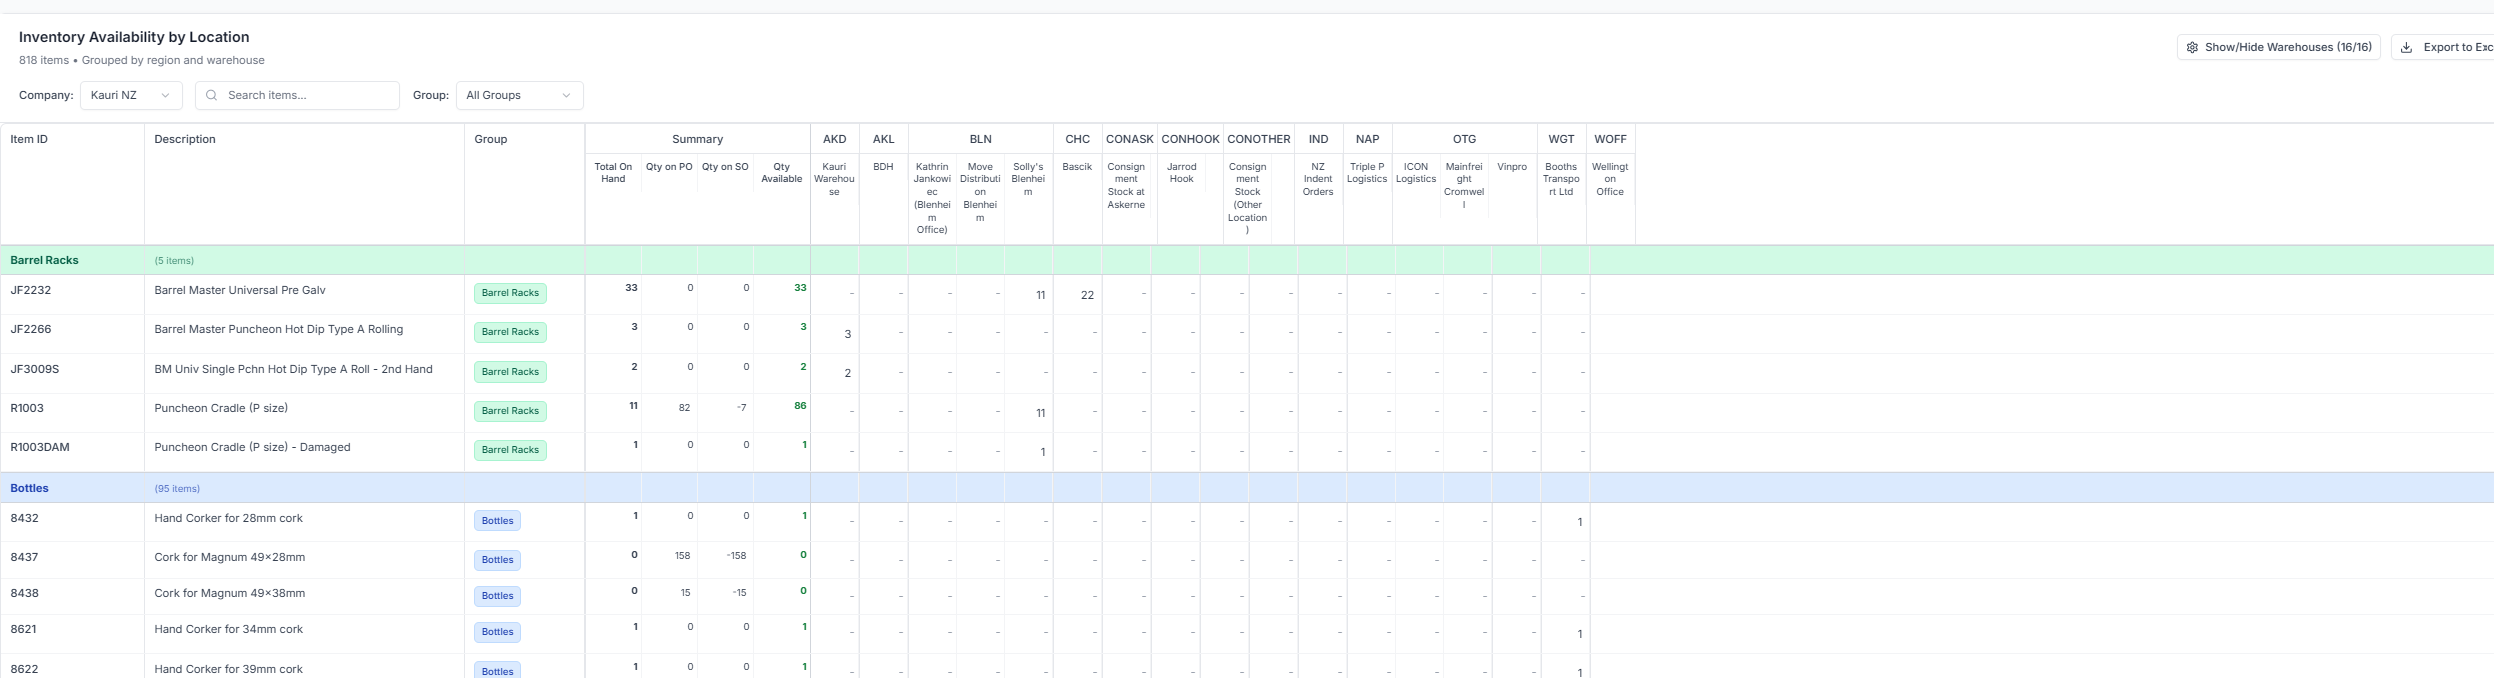 Inventory Availability by Location
818 items • Grouped by region and warehouse
Show/Hide Warehouses (16/16)
Export to Exc
Company: Kauri NZ Search items... Group: All Groups
Item ID Description Group Summary AKD AKL BLN CHC CONASK CONHOOK CONOTHER IND NAP OTG WGT WOFF
Total On Hand Qty on PO Qty on SO Qty Available Kauri Warehouse BDH Kathrin Jankowiec (Blenheim Office) Move Distribution Blenheim Solly's Blenheim Bascik Consignment Stock at Askerne Jarrod Hook Consignment Stock (Other Location) NZ Indent Orders Triple P Logistics ICON Logistics Mainfreight Cromwell Vinpro Booths Transport Ltd Wellington Office
Barrel Racks (5 items)
JF2232 Barrel Master Universal Pre Galv Barrel Racks 33 0 0 33 - - - - 11 22 - - - - - - - - - -
JF2266 Barrel Master Puncheon Hot Dip Type A Rolling Barrel Racks 3 0 0 3 3 - - - - - - - - - - - - - - -
JF3009S BM Univ Single Pchn Hot Dip Type A Roll - 2nd Hand Barrel Racks 2 0 0 2 2 - - - - - - - - - - - - - - -
R1003 Puncheon Cradle (P size) Barrel Racks 11 82 -7 86 - - - - 11 - - - - - - - - - - -
R1003DAM Puncheon Cradle (P size) - Damaged Barrel Racks 1 0 0 1 - - - - 1 - - - - - - - - - - -
Bottles (95 items)
8432 Hand Corker for 28mm cork Bottles 1 0 0 1 - - - - - - - - - - - - - - - 1
8437 Cork for Magnum 49×28mm Bottles 0 158 -158 0 - - - - - - - - - - - - - - - -
8438 Cork for Magnum 49×38mm Bottles 0 15 -15 0 - - - - - - - - - - - - - - - -
8621 Hand Corker for 34mm cork Bottles 1 0 0 1 - - - - - - - - - - - - - - - 1
8622 Hand Corker for 39mm cork Bottles 1 0 0 1 - - - - - - - - - - - - - - - 1